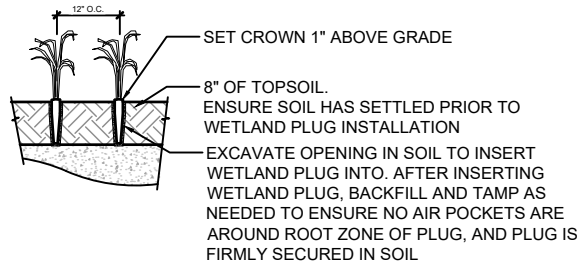 12" O.C.
SET CROWN 1" ABOVE GRADE
8" OF TOPSOIL.
ENSURE SOIL HAS SETTLED PRIOR TO
WETLAND PLUG INSTALLATION
EXCAVATE OPENING IN SOIL TO INSERT
WETLAND PLUG INTO. AFTER INSERTING
WETLAND PLUG, BACKFILL AND TAMP AS
NEEDED TO ENSURE NO AIR POCKETS ARE
AROUND ROOT ZONE OF PLUG, AND PLUG IS
FIRMLY SECURED IN SOIL